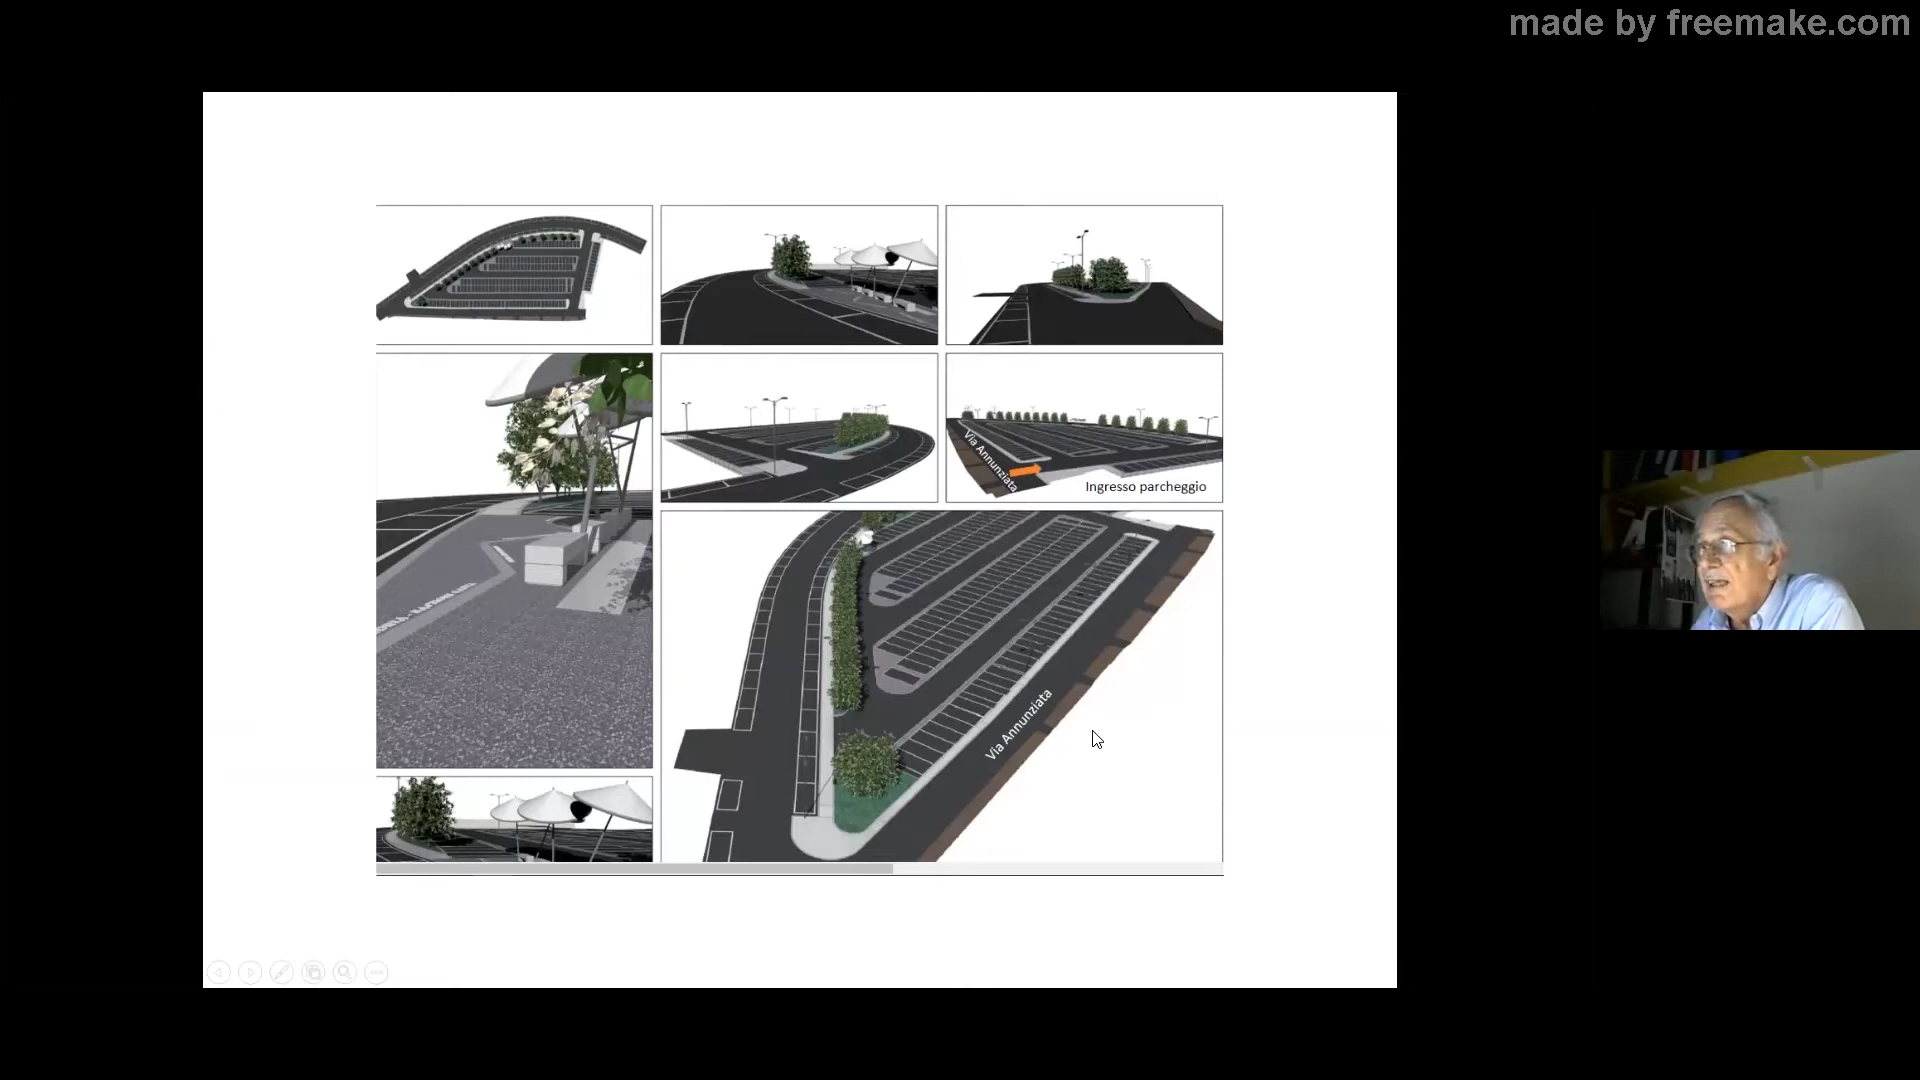 made by freemake.com
Via Annunziata
Ingresso parcheggio
Via Annunziata